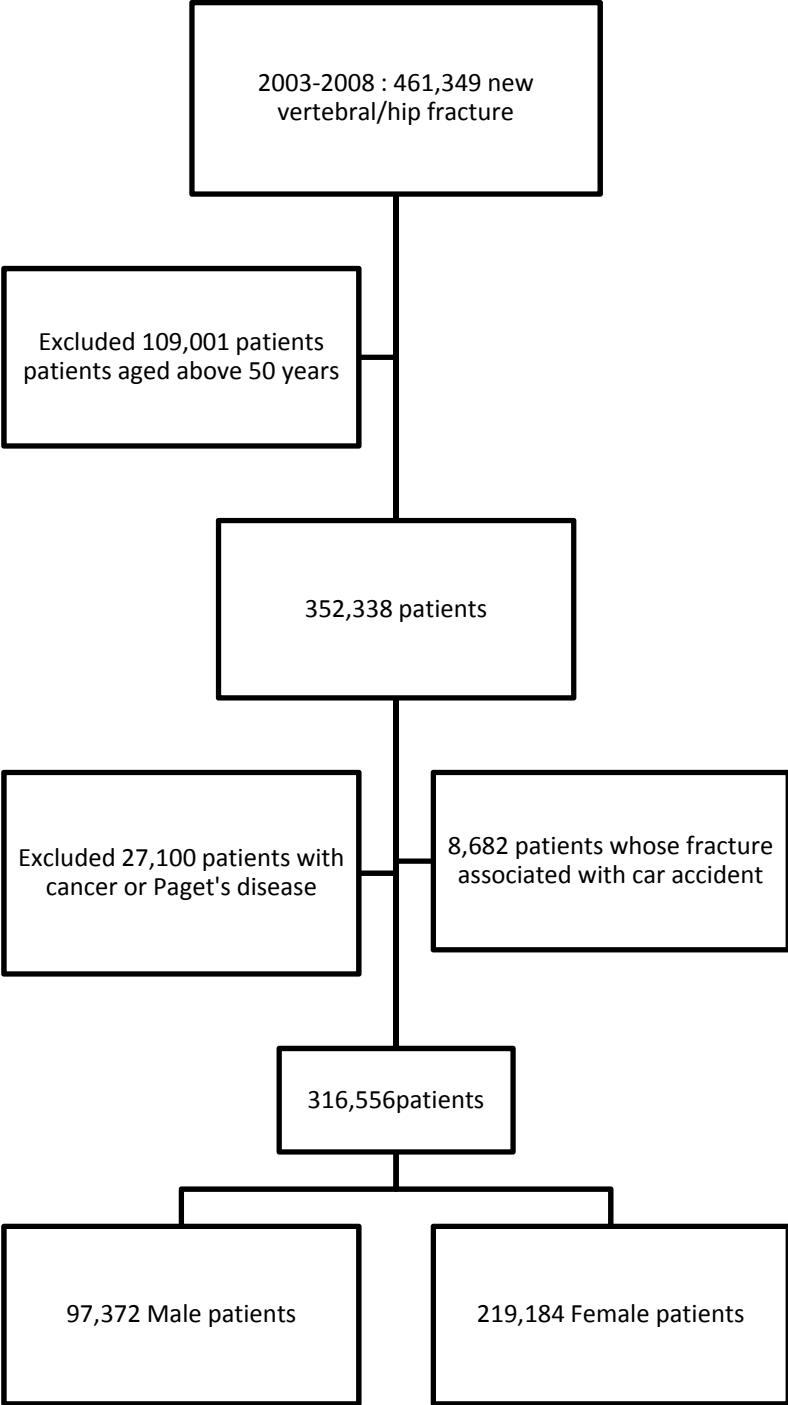 2003-2008 : 461,349 new
vertebral/hip fracture
Excluded 109,001 patients
patients aged above 50 years
352,338 patients
Excluded 27,100 patients with
cancer or Paget's disease
8,682 patients whose fracture
associated with car accident
316,556patients
97,372 Male patients
219,184 Female patients